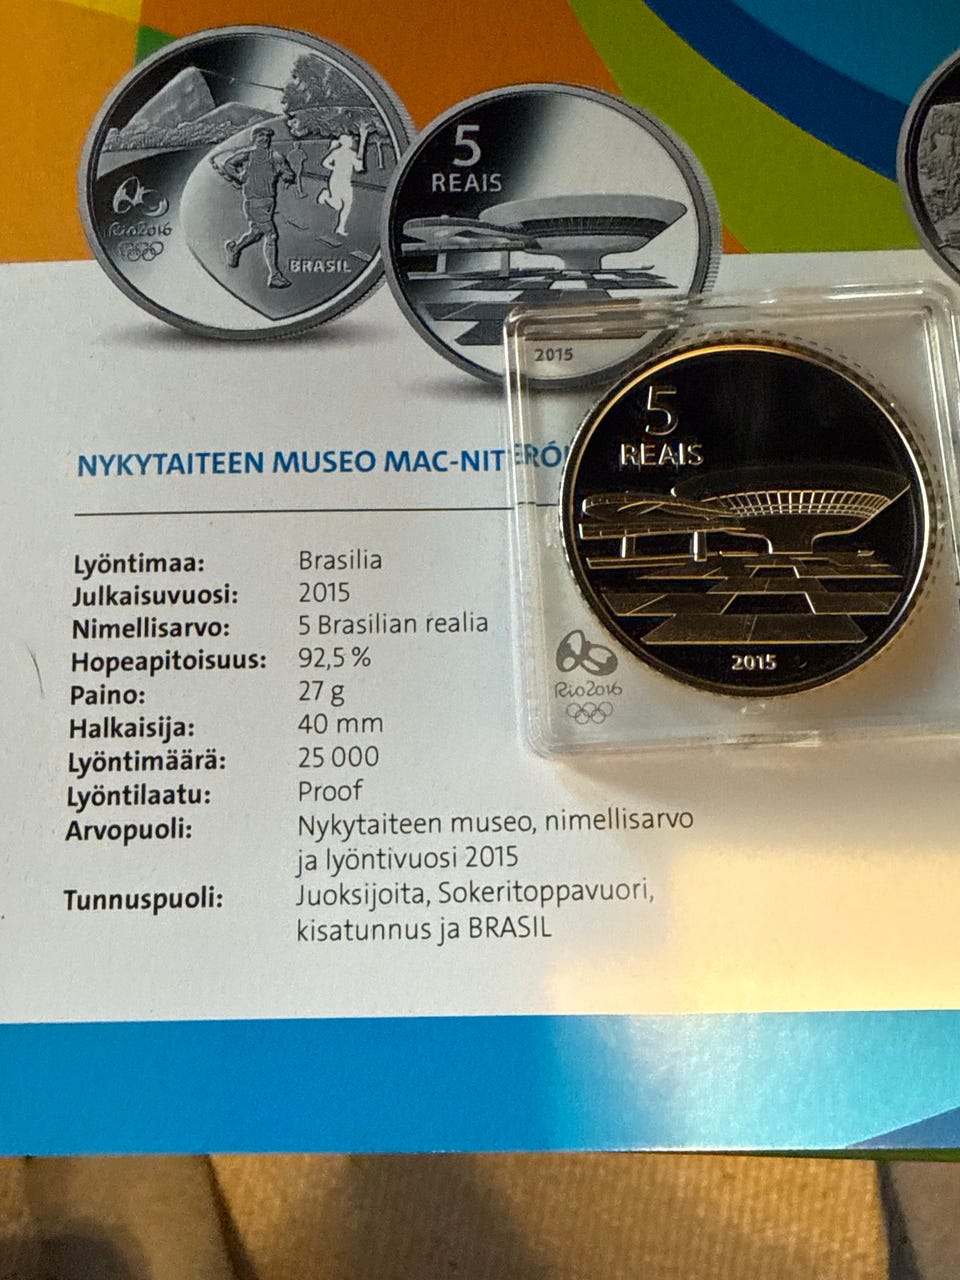 5
REAIS
Rio2016
BRASIL
2015
NYKYTAITEEN MUSEO MAC-NITERÓI
5
REAIS
2015
Rio2016
Lyöntimaa: Brasilia
Julkaisuvuosi: 2015
Nimellisarvo: 5 Brasilian realia
Hopeapitoisuus: 92,5 %
Paino: 27 g
Halkaisija: 40 mm
Lyöntimäärä: 25 000
Lyöntilaatu: Proof
Arvopuoli: Nykytaiteen museo, nimellisarvo
ja lyöntivuosi 2015
Tunnuspuoli: Juoksijoita, Sokeritoppavuori,
kisatunnus ja BRASIL